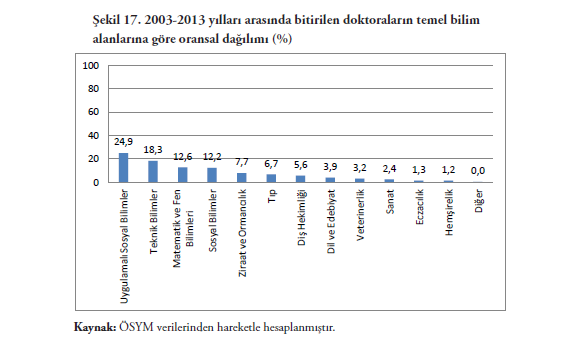 Şekil 17. 2003-2013 yılları arasında bitirilen doktoraların temel bilim
alanlarına göre oransal dağılımı (%)
100
80
60
40
20
0
24,9
18,3
12,6
12,2
7,7
6,7
5,6
3,9
3,2
2,4
1,3
1,2
0,0
Uygulamalı Sosyal Bilimler
Teknik Bilimler
Matematik ve Fen
Bilimleri
Sosyal Bilimler
Ziraat ve Ormancılık
Tıp
Diş Hekimliği
Dil ve Edebiyat
Veterinerlik
Sanat
Eczacılık
Hemşirelik
Diğer
Kaynak: ÖSYM verilerinden hareketle hesaplanmıştır.